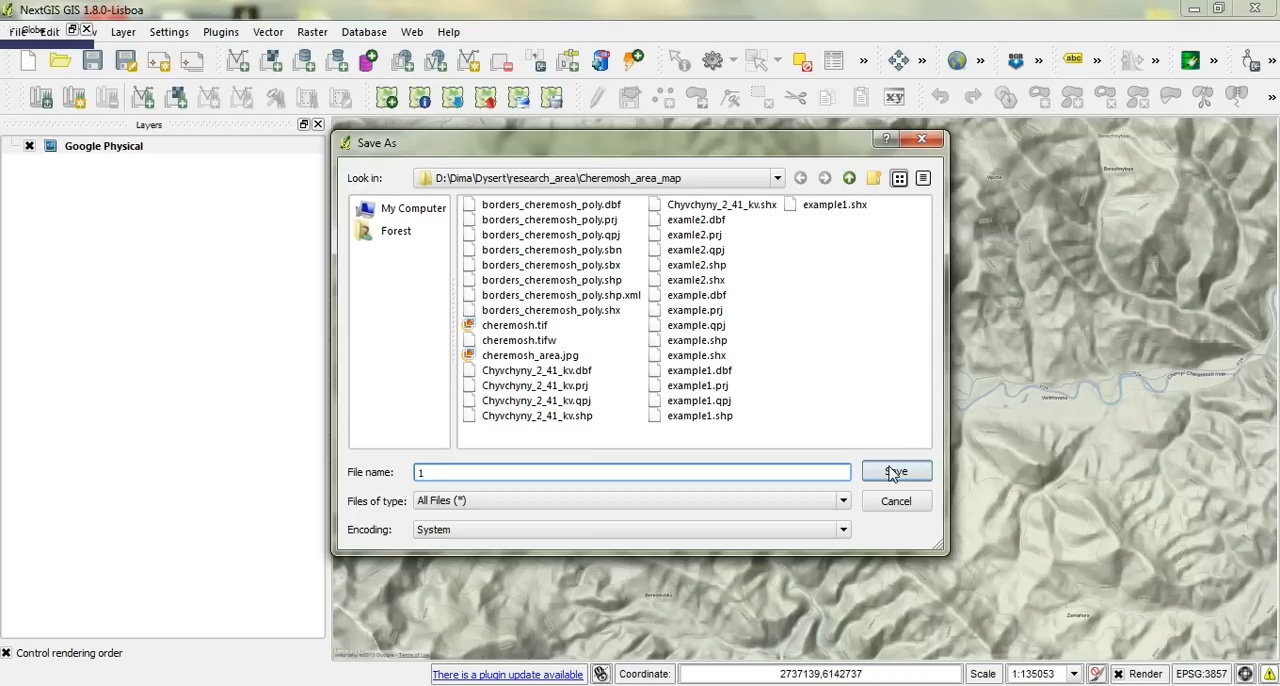 NextGIS GIS 1.8.0-Lisboa
File Edit Layer Settings Plugins Vector Raster Database Web Help
Layers
Google Physical
Control rendering order
Save As
Look in: D:\Dima\Dysert\research_area\Cheremosh_area_map
My Computer
Forest
borders_cheremosh_poly.dbf
borders_cheremosh_poly.prj
borders_cheremosh_poly.qpj
borders_cheremosh_poly.sbn
borders_cheremosh_poly.sbx
borders_cheremosh_poly.shp
borders_cheremosh_poly.shp.xml
borders_cheremosh_poly.shx
cheremosh.tif
cheremosh.tifw
cheremosh_area.jpg
Chyvchyny_2_41_kv.dbf
Chyvchyny_2_41_kv.prj
Chyvchyny_2_41_kv.qpj
Chyvchyny_2_41_kv.shp
Chyvchyny_2_41_kv.shx
examle2.dbf
examle2.prj
examle2.qpj
examle2.shp
examle2.shx
example.dbf
example.prj
example.qpj
example.shp
example.shx
example1.dbf
example1.prj
example1.qpj
example1.shp
example1.shx
File name: 1
Save
Files of type: All Files (*)
Cancel
Encoding: System
There is a plugin update available
Coordinate: 2737139,6142737
Scale 1:135053
Render EPSG:3857